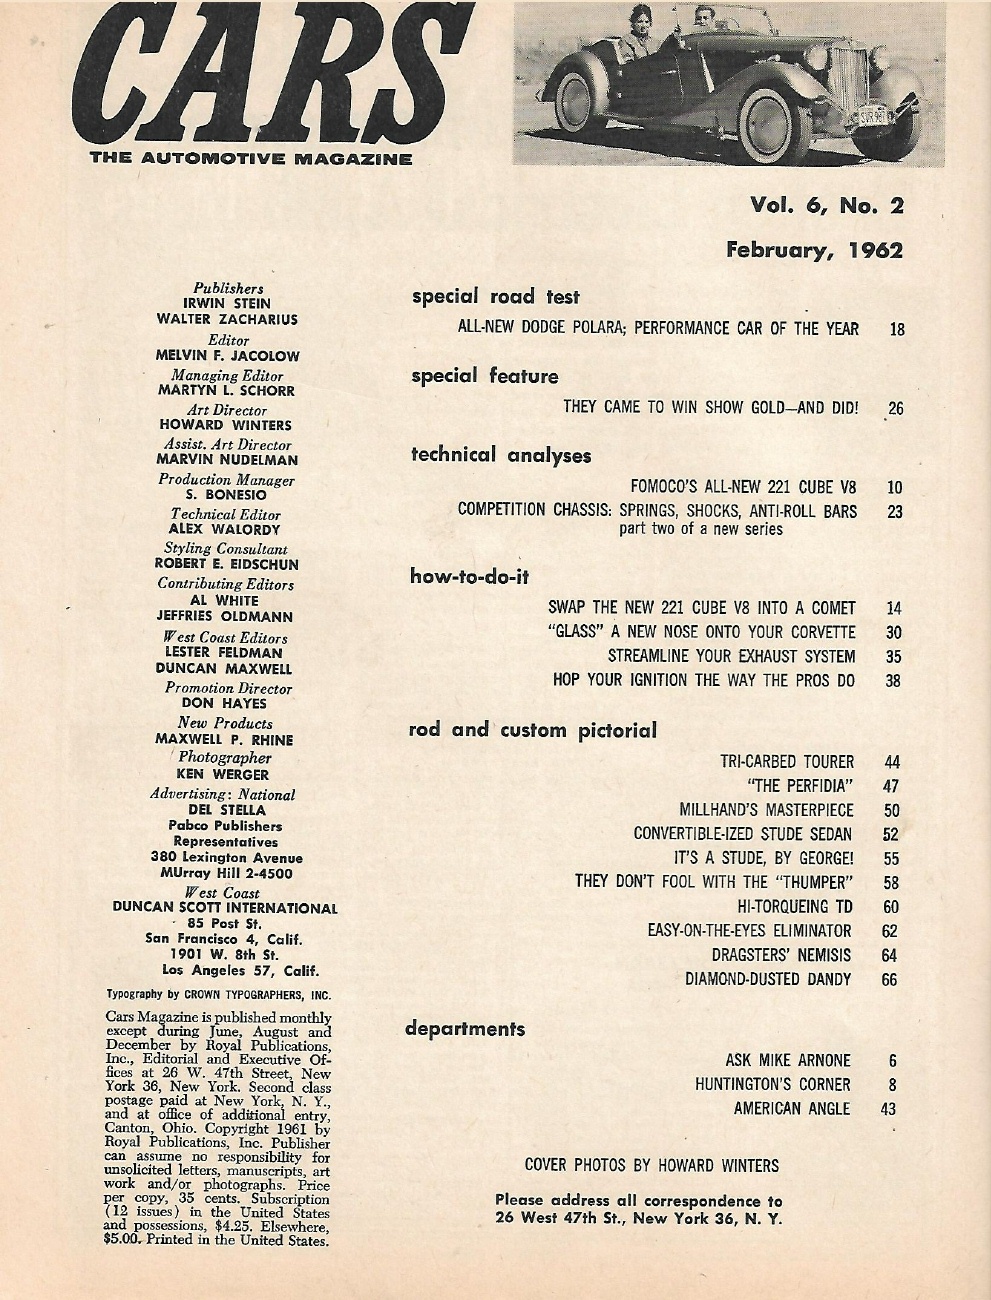 CARS
THE AUTOMOTIVE MAGAZINE
Vol. 6, No. 2
February, 1962
Publishers
IRWIN STEIN
WALTER ZACHARIUS
Editor
MELVIN F. JACOLOW
Managing Editor
MARTYN L. SCHORR
Art Director
HOWARD WINTERS
Assist. Art Director
MARVIN NUDELMAN
Production Manager
S. BONESIO
Technical Editor
ALEX WALORDY
Styling Consultant
ROBERT E. EIDSCHUN
Contributing Editors
AL WHITE
JEFFRIES OLDMANN
West Coast Editors
LESTER FELDMAN
DUNCAN MAXWELL
Promotion Director
DON HAYES
New Products
MAXWELL P. RHINE
Photographer
KEN WERGER
Advertising: National
DEL STELLA
Pabco Publishers
Representatives
380 Lexington Avenue
MUrray Hill 2-4500
West Coast
DUNCAN SCOTT INTERNATIONAL
85 Post St.
San Francisco 4, Calif.
1901 W. 8th St.
Los Angeles 57, Calif.
Typography by CROWN TYPOGRAPHERS, INC.
Cars Magazine is published monthly
except during June, August and
December by Royal Publications,
Inc., Editorial and Executive Of-
fices at 26 W. 47th Street, New
York 36, New York. Second class
postage paid at New York, N. Y.,
and at office of additional entry,
Canton, Ohio. Copyright 1961 by
Royal Publications, Inc. Publisher
can assume no responsibility for
unsolicited letters, manuscripts, art
work and/or photographs. Price
per copy, 35 cents. Subscription
(12 issues) in the United States
and possessions, $4.25. Elsewhere,
$5.00. Printed in the United States.
special road test
ALL-NEW DODGE POLARA; PERFORMANCE CAR OF THE YEAR 18
special feature
THEY CAME TO WIN SHOW GOLD—AND DID! 26
technical analyses
FOMOCO'S ALL-NEW 221 CUBE V8 10
COMPETITION CHASSIS: SPRINGS, SHOCKS, ANTI-ROLL BARS 23
part two of a new series
how-to-do-it
SWAP THE NEW 221 CUBE V8 INTO A COMET 14
"GLASS" A NEW NOSE ONTO YOUR CORVETTE 30
STREAMLINE YOUR EXHAUST SYSTEM 35
HOP YOUR IGNITION THE WAY THE PROS DO 38
rod and custom pictorial
TRI-CARBED TOURER 44
"THE PERFIDIA" 47
MILLHAND'S MASTERPIECE 50
CONVERTIBLE-IZED STUDE SEDAN 52
IT'S A STUDE, BY GEORGE! 55
THEY DON'T FOOL WITH THE "THUMPER" 58
HI-TORQUEING TD 60
EASY-ON-THE-EYES ELIMINATOR 62
DRAGSTERS' NEMISIS 64
DIAMOND-DUSTED DANDY 66
departments
ASK MIKE ARNONE 6
HUNTINGTON'S CORNER 8
AMERICAN ANGLE 43
COVER PHOTOS BY HOWARD WINTERS
Please address all correspondence to
26 West 47th St., New York 36, N. Y.